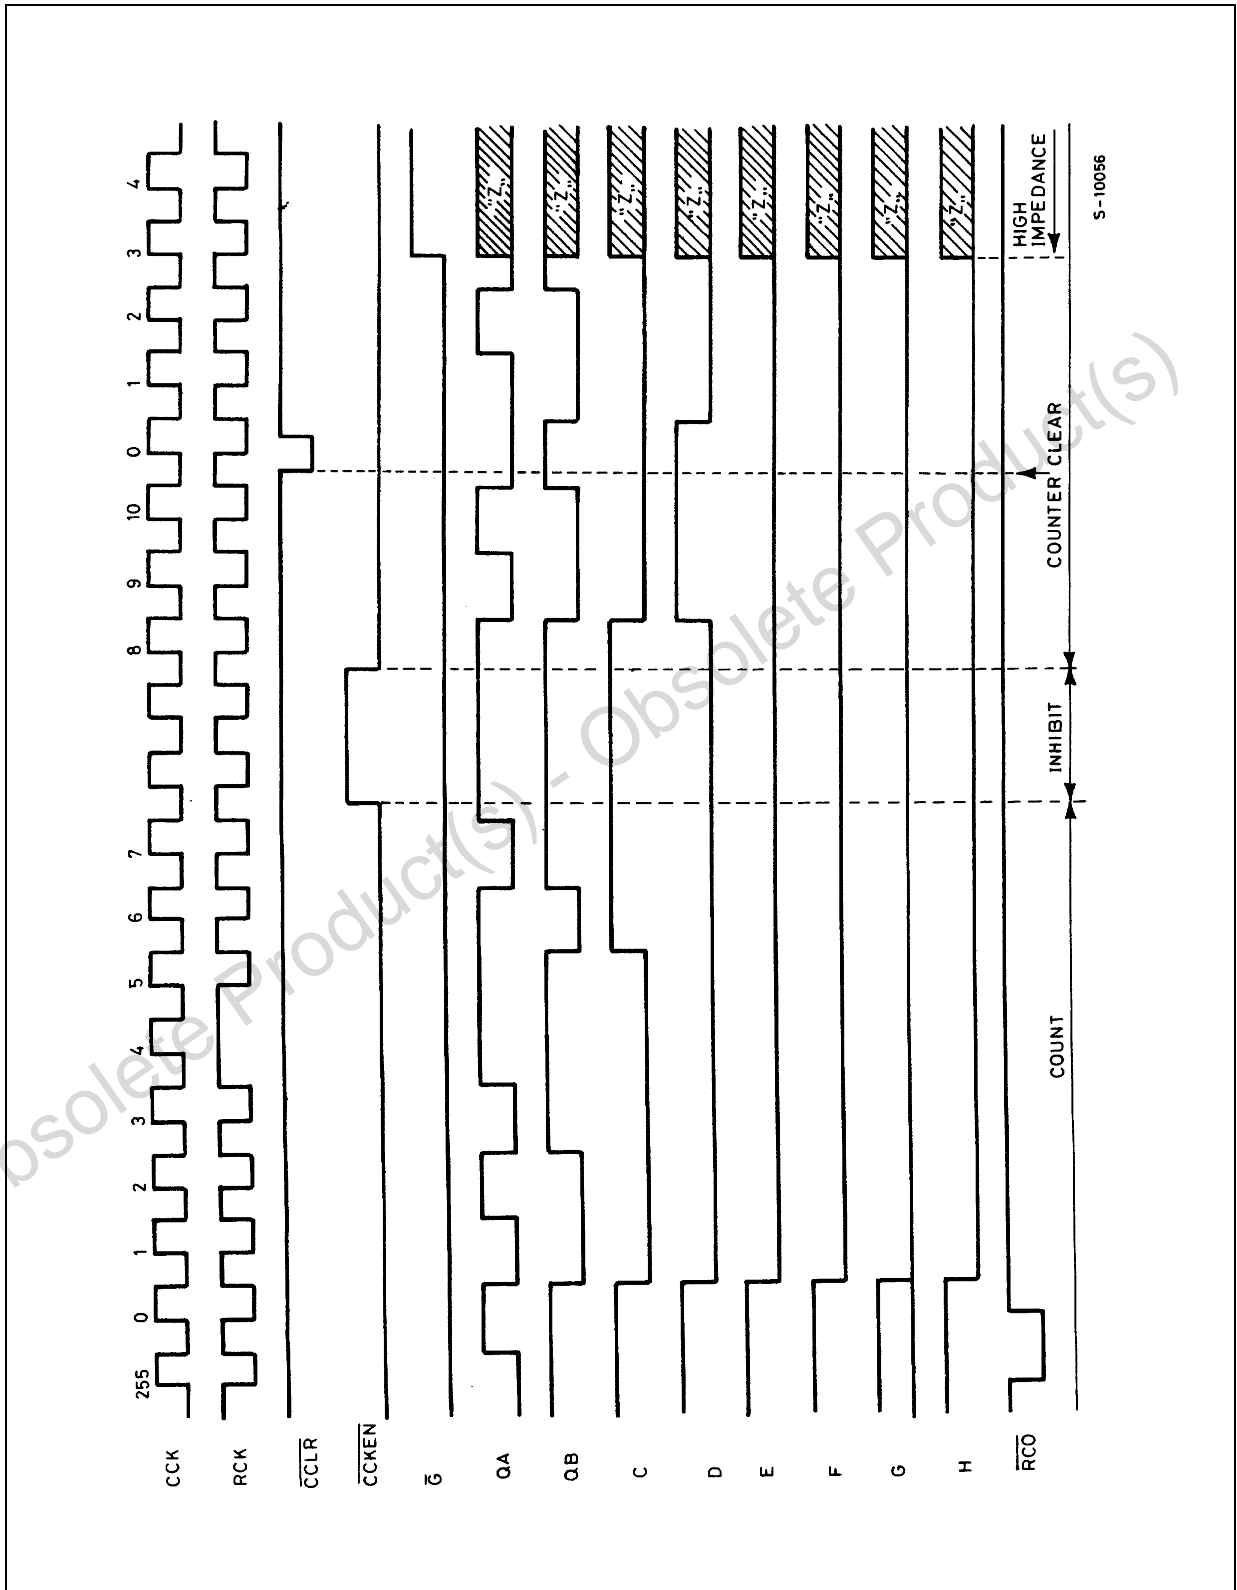 255 0 1 2 3 4 5 6 7 8 9 10 0 1 2 3 4
CCK
RCK
CCLR
CCKEN
G
QA
QB
C
D
E
F
G
H
RCO
"Z"
"Z"
"Z"
"Z"
"Z"
"Z"
"Z"
"Z"
COUNT
INHIBIT
COUNTER CLEAR
HIGH
IMPEDANCE
S-10056
bsolete Product(s) - Obsolete Product(s)